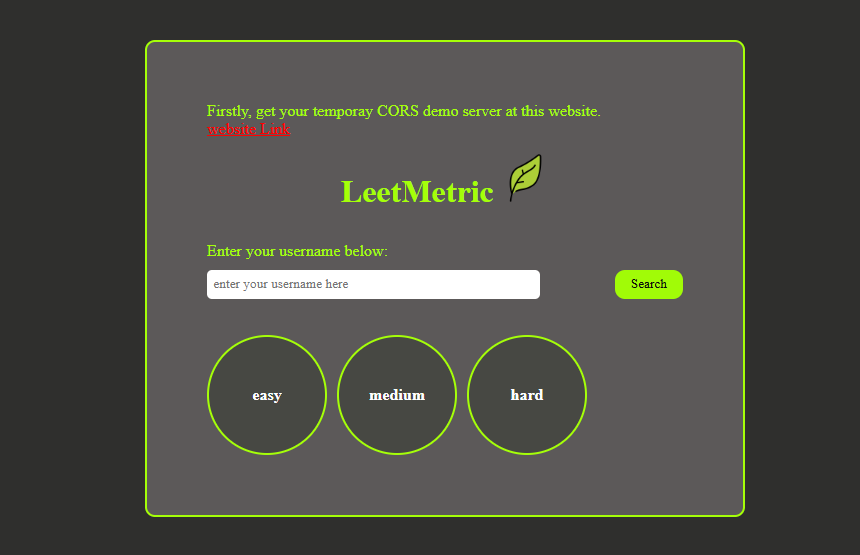 Firstly, get your temporay CORS demo server at this website.
website Link
LeetMetric
Enter your username below:
enter your username here
Search
easy
medium
hard